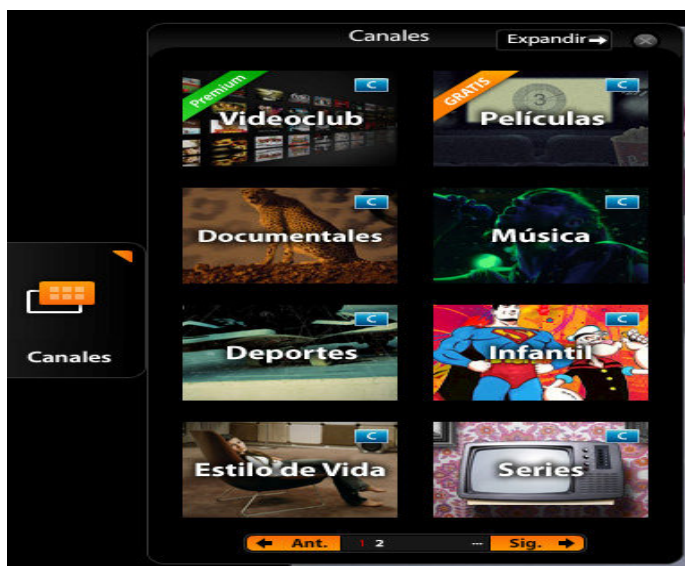 Canales
Expandir
Premium
C
Videoclub
GRATIS
C
3
Películas
C
Documentales
C
Música
Canales
C
Deportes
C
Infantil
C
Estilo de Vida
C
Series
Ant. 1 2 ... Sig.